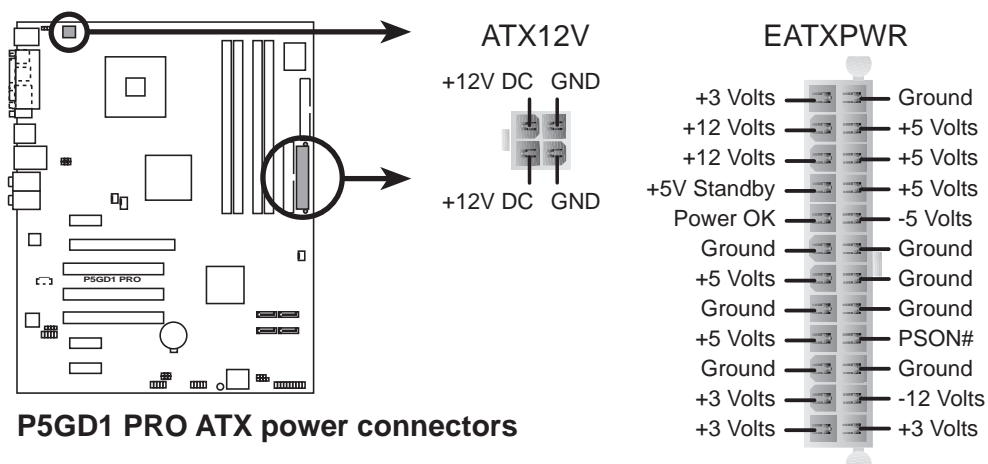 ATX12V
EATXPWR
+12V DC GND
+12V DC GND
+3 Volts Ground
+12 Volts +5 Volts
+12 Volts +5 Volts
+5V Standby +5 Volts
Power OK -5 Volts
Ground Ground
+5 Volts Ground
Ground Ground
+5 Volts PSON#
Ground Ground
+3 Volts -12 Volts
+3 Volts +3 Volts
P5GD1 PRO
P5GD1 PRO ATX power connectors